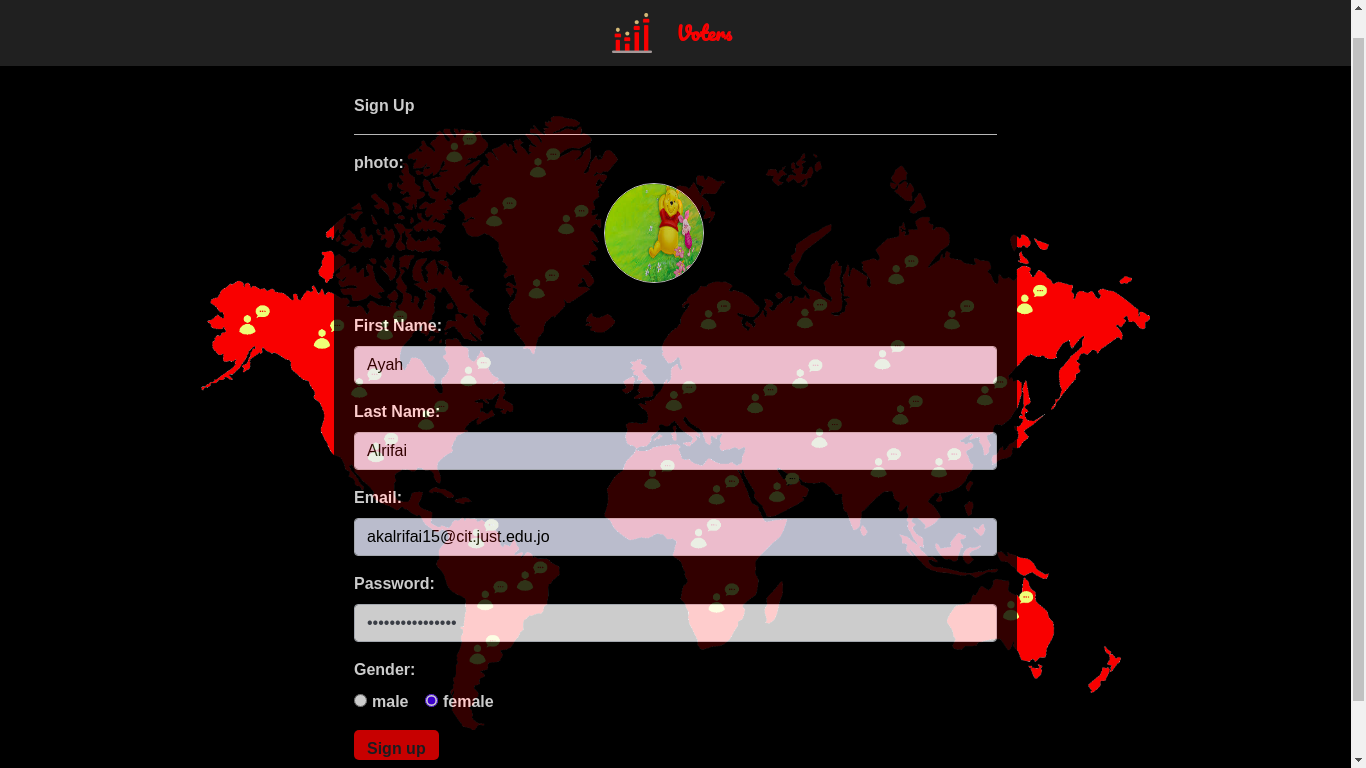 Voters
Sign Up
photo:
First Name:
Ayah
Last Name:
Alrifai
Email:
akalrifai15@cit.just.edu.jo
Password:
••••••••••••••••
Gender:
male female
Sign up